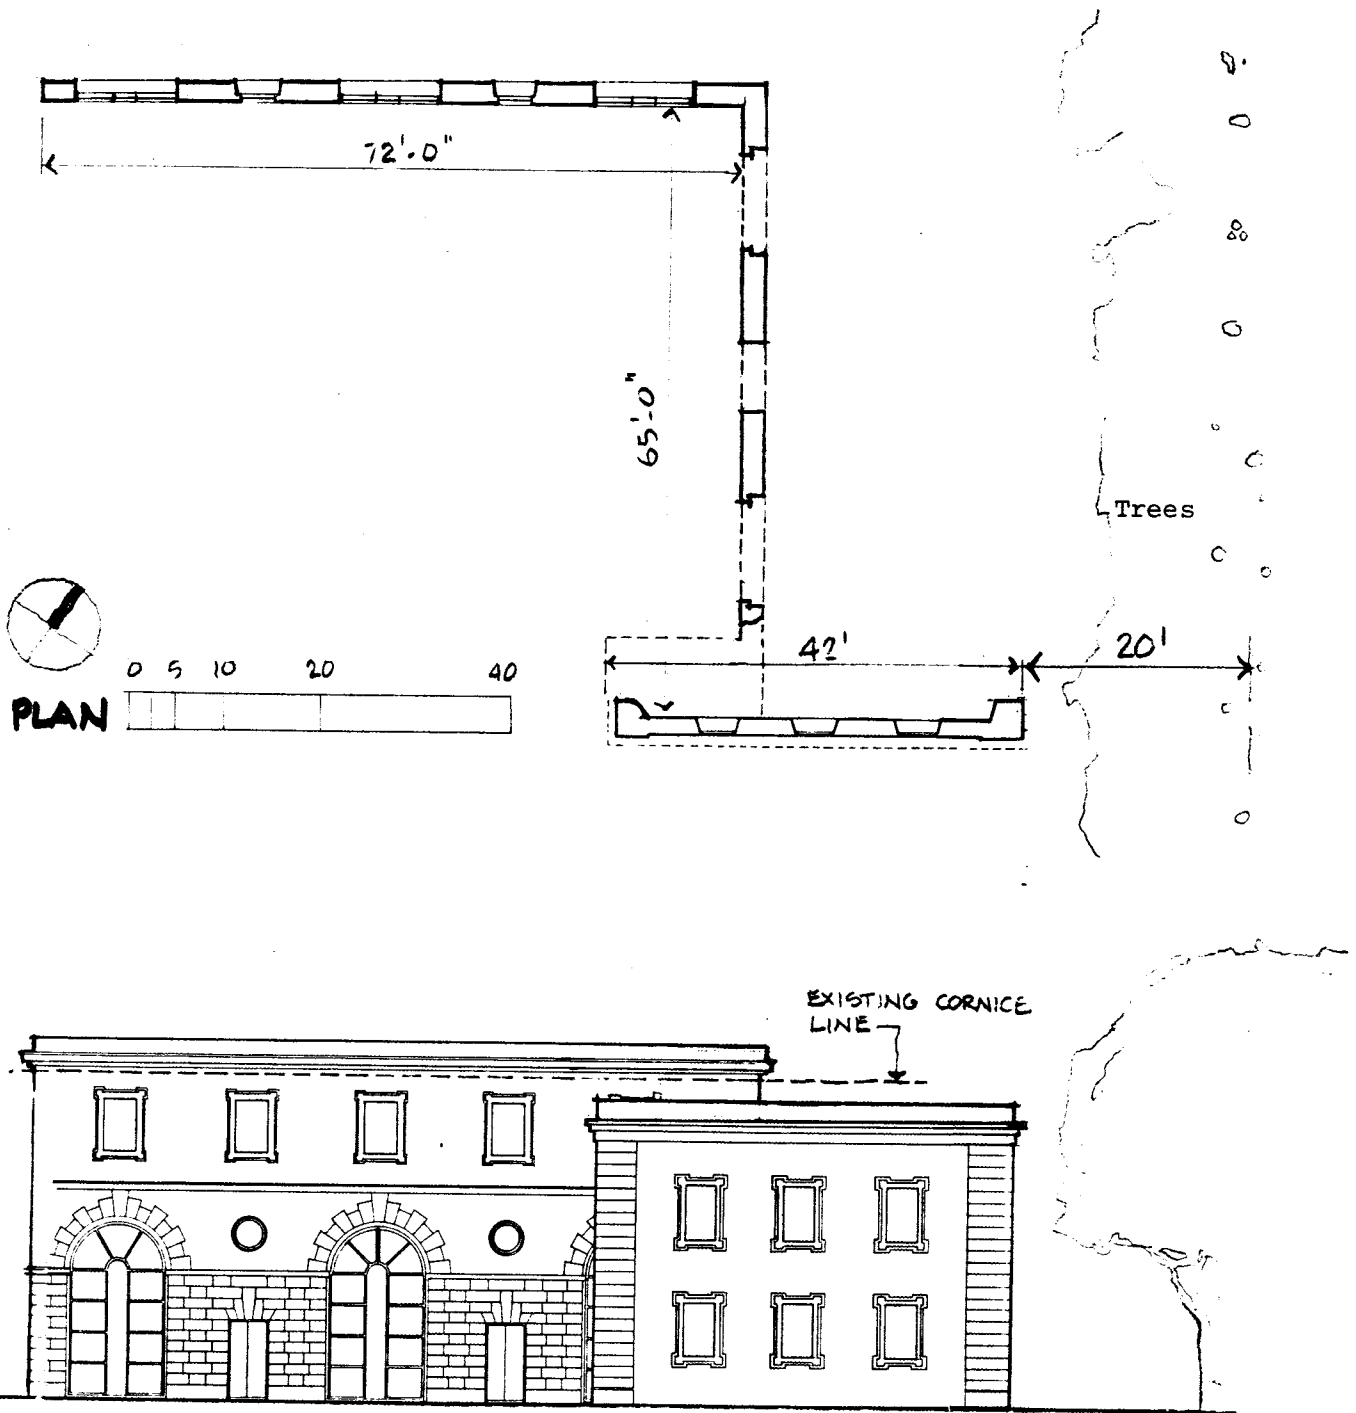 72'-0"
65'-0"
Trees
0 5 10 20 40
PLAN
42' 20'
EXISTING CORNICE
LINE